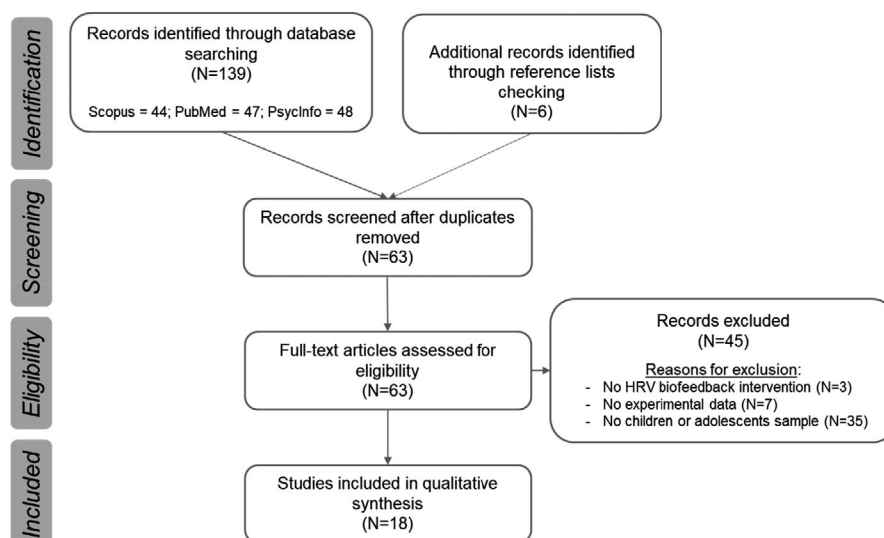 Identification
Records identified through database
searching
(N=139)
Scopus = 44; PubMed = 47; PsycInfo = 48
Additional records identified
through reference lists
checking
(N=6)
Screening
Records screened after duplicates
removed
(N=63)
Eligibility
Full-text articles assessed for
eligibility
(N=63)
Records excluded
(N=45)
Reasons for exclusion:
- No HRV biofeedback intervention (N=3)
- No experimental data (N=7)
- No children or adolescents sample (N=35)
Included
Studies included in qualitative
synthesis
(N=18)